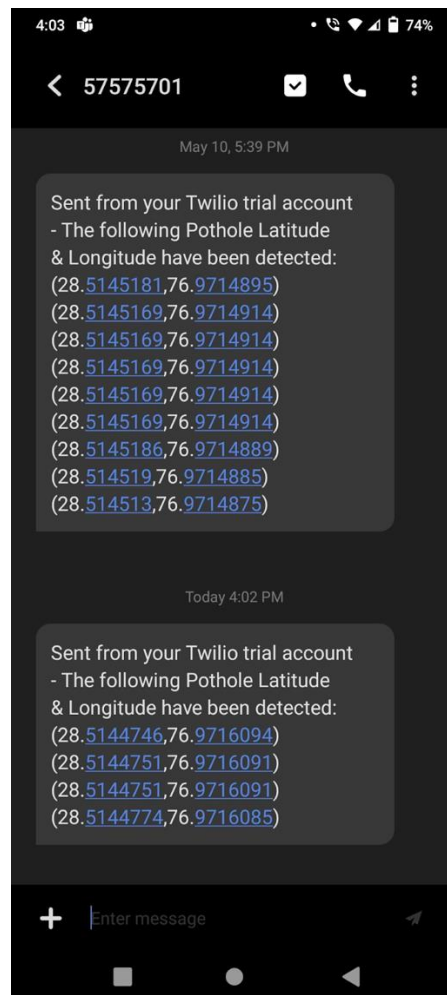 4:03
74%
57575701
May 10, 5:39 PM
Sent from your Twilio trial account
- The following Pothole Latitude
& Longitude have been detected:
(28.5145181,76.9714895)
(28.5145169,76.9714914)
(28.5145169,76.9714914)
(28.5145169,76.9714914)
(28.5145169,76.9714914)
(28.5145186,76.9714889)
(28.514519,76.9714885)
(28.514513,76.9714875)
Today 4:02 PM
Sent from your Twilio trial account
- The following Pothole Latitude
& Longitude have been detected:
(28.5144746,76.9716094)
(28.5144751,76.9716091)
(28.5144751,76.9716091)
(28.5144774,76.9716085)
Enter message